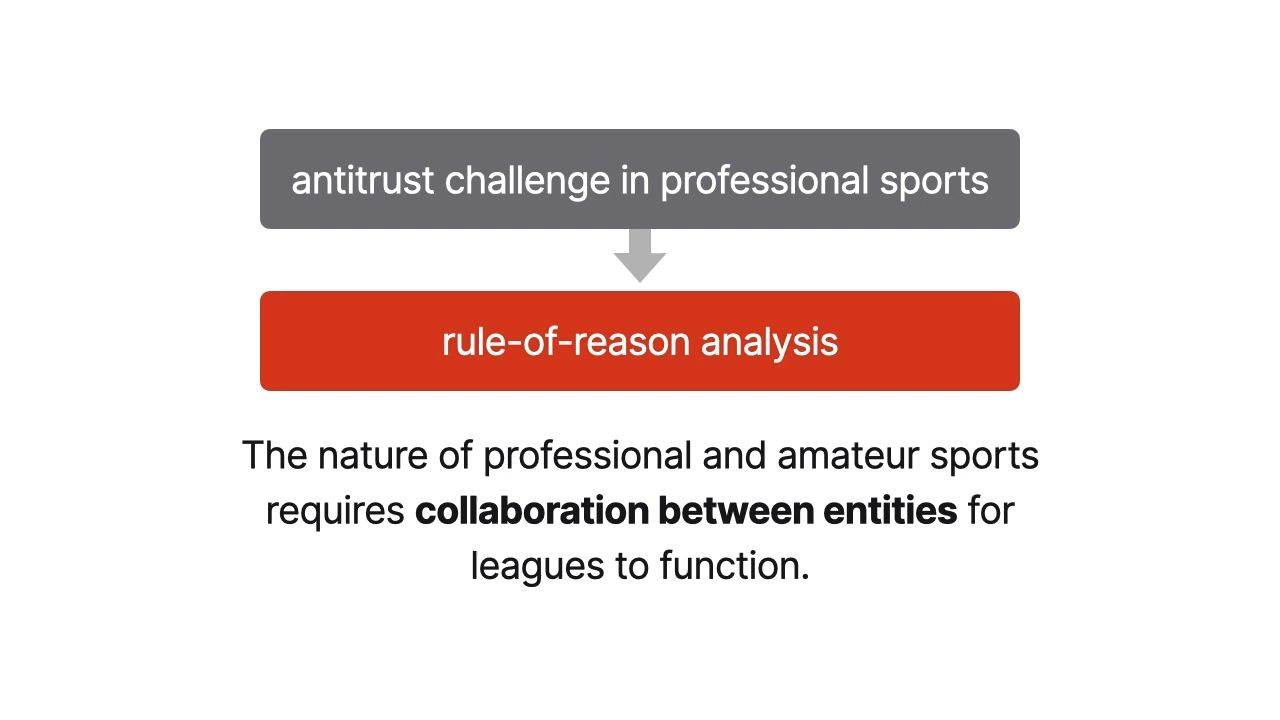 antitrust challenge in professional sports
rule-of-reason analysis
The nature of professional and amateur sports
requires collaboration between entities for
leagues to function.